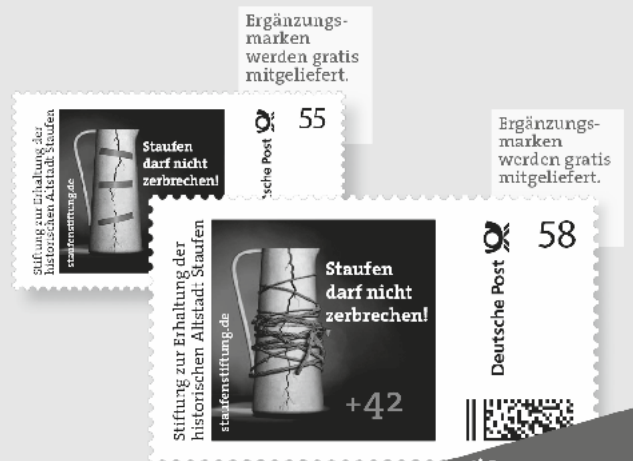 Ergänzungs-
marken
werden gratis
mitgeliefert.
Stiftung zur Erhaltung der
historischen Altstadt Staufen
staufenstiftung.de
Staufen
darf nicht
zerbrechen!
sche Post
55
Ergänzungs-
marken
werden gratis
mitgeliefert.
Stiftung zur Erhaltung der
historischen Altstadt Staufen
staufenstiftung.de
Staufen
darf nicht
zerbrechen!
+42
Deutsche Post
58